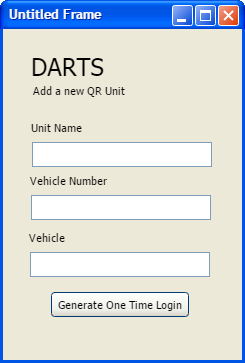 Untitled Frame
DARTS
Add a new QR Unit
Unit Name
Vehicle Number
Vehicle
Generate One Time Login